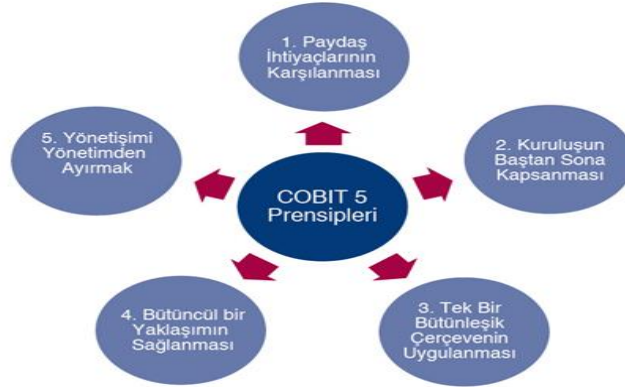 1. Paydaş
İhtiyaçlarının
Karşılanması
2. Kuruluşun
Baştan Sona
Kapsanması
3. Tek Bir
Bütünleşik
Çerçevenin
Uygulanması
4. Bütüncül bir
Yaklaşımın
Sağlanması
5. Yönetişimi
Yönetimden
Ayırmak
COBIT 5
Prensipleri